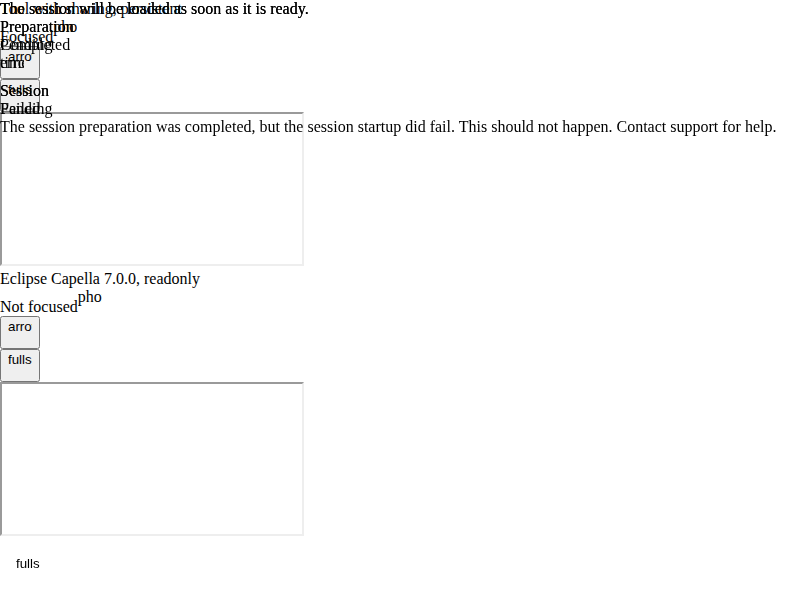 The session will be loaded as soon as it is ready.
Preparation
Focused
arro
Session
The session preparation was completed, but the session startup did fail. This should not happen. Contact support for help.
Eclipse Capella 7.0.0, readonly
pho
Not focused
arro
fulls
fulls